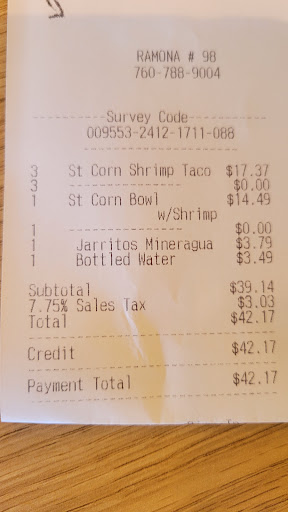 RAMONA # 98
760-788-9004
-----------Survey Code-----------
009553-2412-1711-088
-----------------
3 St Corn Shrimp Taco $17.37
3 --------------- $0.00
1 St Corn Bowl $14.49
w/Shrimp
1 --------------- $0.00
1 Jarritos Mineragua $3.79
1 Bottled Water $3.49
Subtotal $39.14
7.75% Sales Tax $3.03
Total $42.17
Credit $42.17
Payment Total $42.17